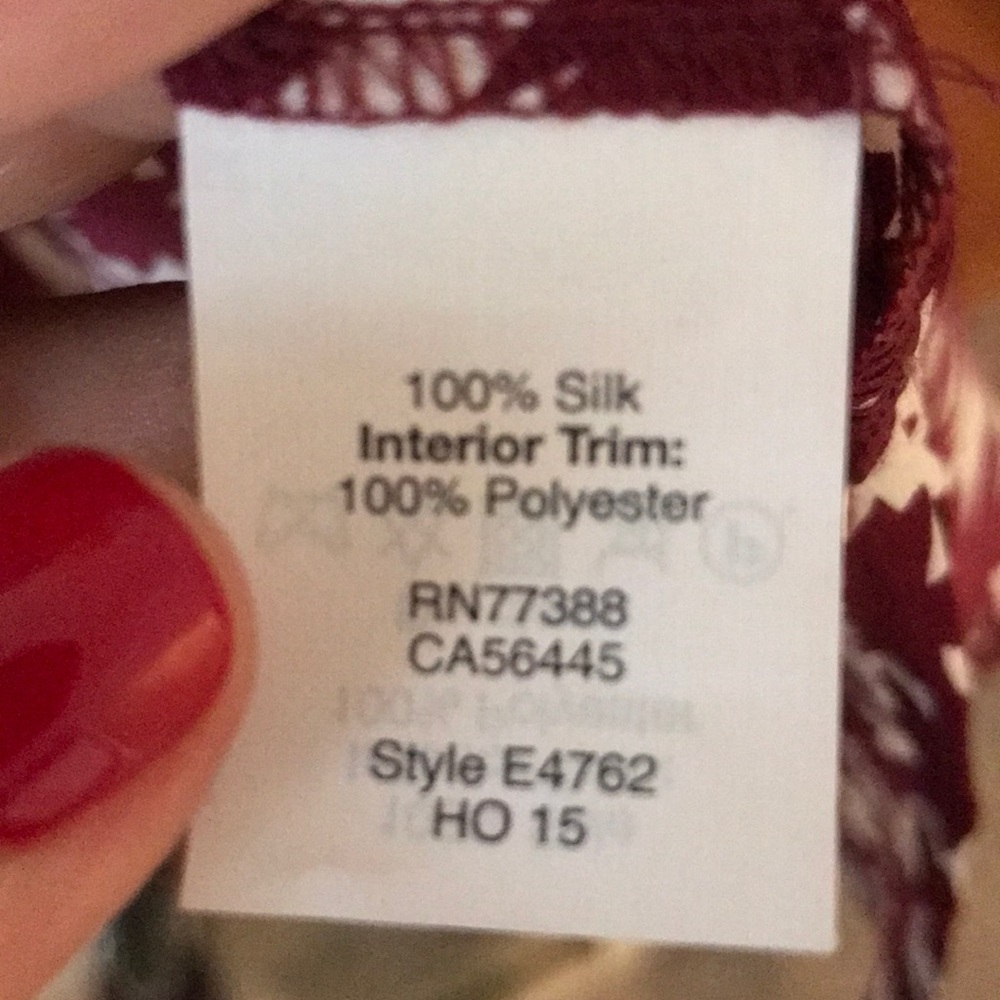 100% Silk
Interior Trim:
100% Polyester
RN77388
CA56445
Style E4762
HO 15